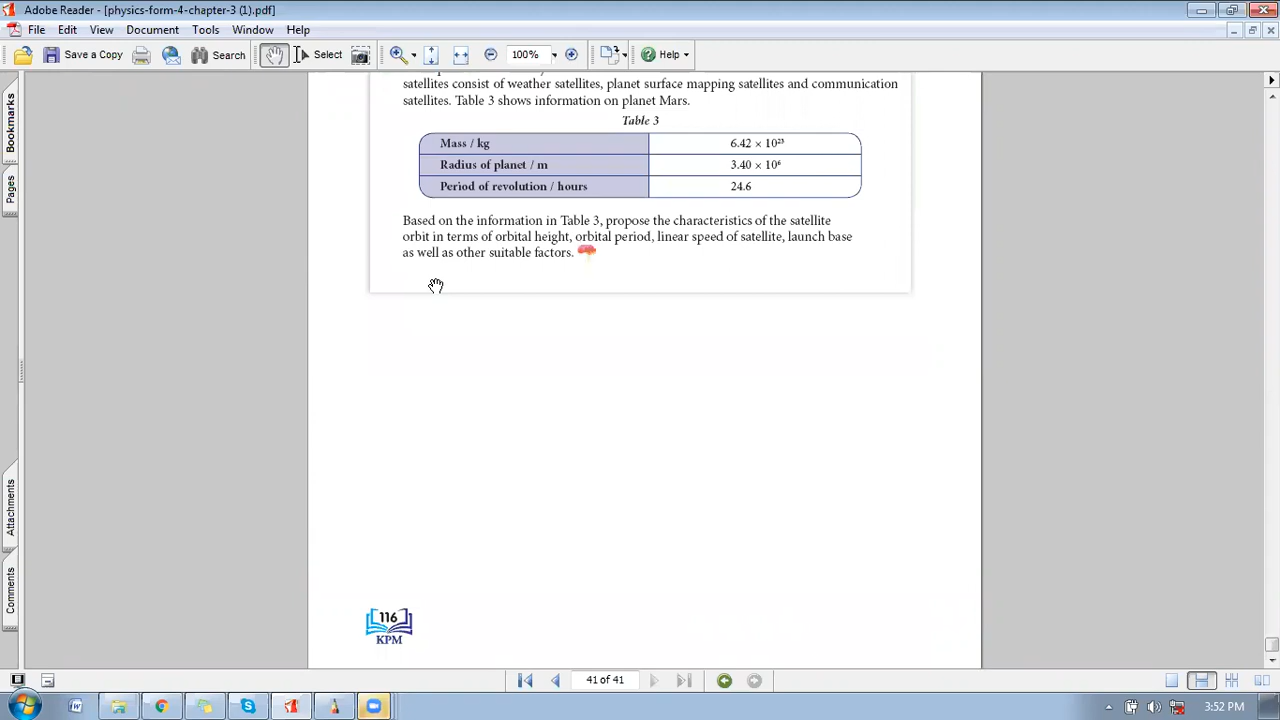 Adobe Reader - [physics-form-4-chapter-3 (1).pdf]
File Edit View Document Tools Window Help
Save a Copy Search Select 100% Help
satellites consist of weather satellites, planet surface mapping satellites and communication
satellites. Table 3 shows information on planet Mars.
Table 3
Mass / kg 6.42 × 10²³
Radius of planet / m 3.40 × 10⁶
Period of revolution / hours 24.6
Based on the information in Table 3, propose the characteristics of the satellite
orbit in terms of orbital height, orbital period, linear speed of satellite, launch base
as well as other suitable factors.
Bookmarks
Pages
Attachments
Comments
116
KPM
41 of 41
3:52 PM